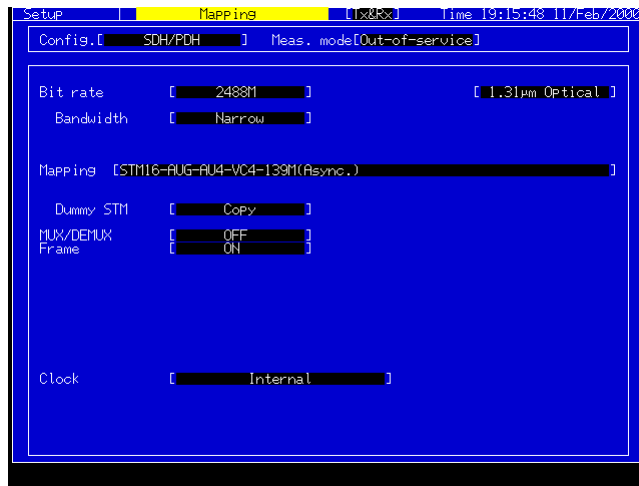 Setup Mapping [Tx&Rx] Time 19:15:48 11/Feb/2000
Config.[ SDH/PDH ] Meas. mode[Out-of-service]
Bit rate [ 2488M ] [ 1.31μm Optical ]
Bandwidth [ Narrow ]
Mapping [STM16-AUG-AU4-VC4-139M(Async.) ]
Dummy STM [ Copy ]
MUX/DEMUX [ OFF ]
Frame [ ON ]
Clock [ Internal ]